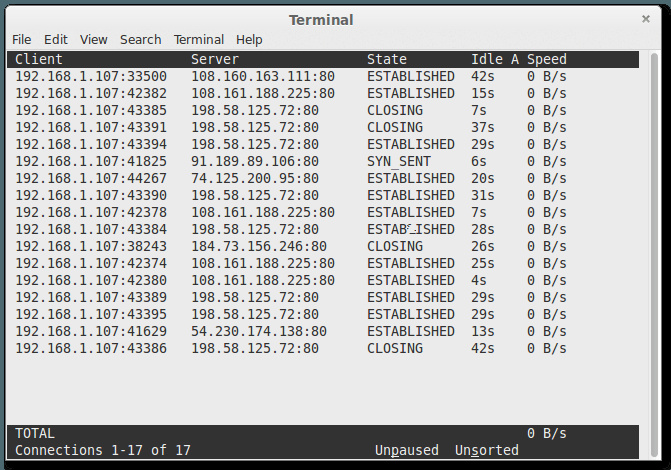 Terminal ×
File Edit View Search Terminal Help
Client Server State Idle A Speed
192.168.1.107:33500 108.160.163.111:80 ESTABLISHED 42s 0 B/s
192.168.1.107:42382 108.161.188.225:80 ESTABLISHED 15s 0 B/s
192.168.1.107:43385 198.58.125.72:80 CLOSING 7s 0 B/s
192.168.1.107:43391 198.58.125.72:80 CLOSING 37s 0 B/s
192.168.1.107:43394 198.58.125.72:80 ESTABLISHED 29s 0 B/s
192.168.1.107:41825 91.189.89.106:80 SYN_SENT 6s 0 B/s
192.168.1.107:44267 74.125.200.95:80 ESTABLISHED 20s 0 B/s
192.168.1.107:43390 198.58.125.72:80 ESTABLISHED 31s 0 B/s
192.168.1.107:42378 108.161.188.225:80 ESTABLISHED 7s 0 B/s
192.168.1.107:43384 198.58.125.72:80 ESTABLISHED 28s 0 B/s
192.168.1.107:38243 184.73.156.246:80 CLOSING 26s 0 B/s
192.168.1.107:42374 108.161.188.225:80 ESTABLISHED 25s 0 B/s
192.168.1.107:42380 108.161.188.225:80 ESTABLISHED 4s 0 B/s
192.168.1.107:43389 198.58.125.72:80 ESTABLISHED 29s 0 B/s
192.168.1.107:43395 198.58.125.72:80 ESTABLISHED 29s 0 B/s
192.168.1.107:41629 54.230.174.138:80 ESTABLISHED 13s 0 B/s
192.168.1.107:43386 198.58.125.72:80 CLOSING 42s 0 B/s
TOTAL 0 B/s
Connections 1-17 of 17 Unpaused Unsorted